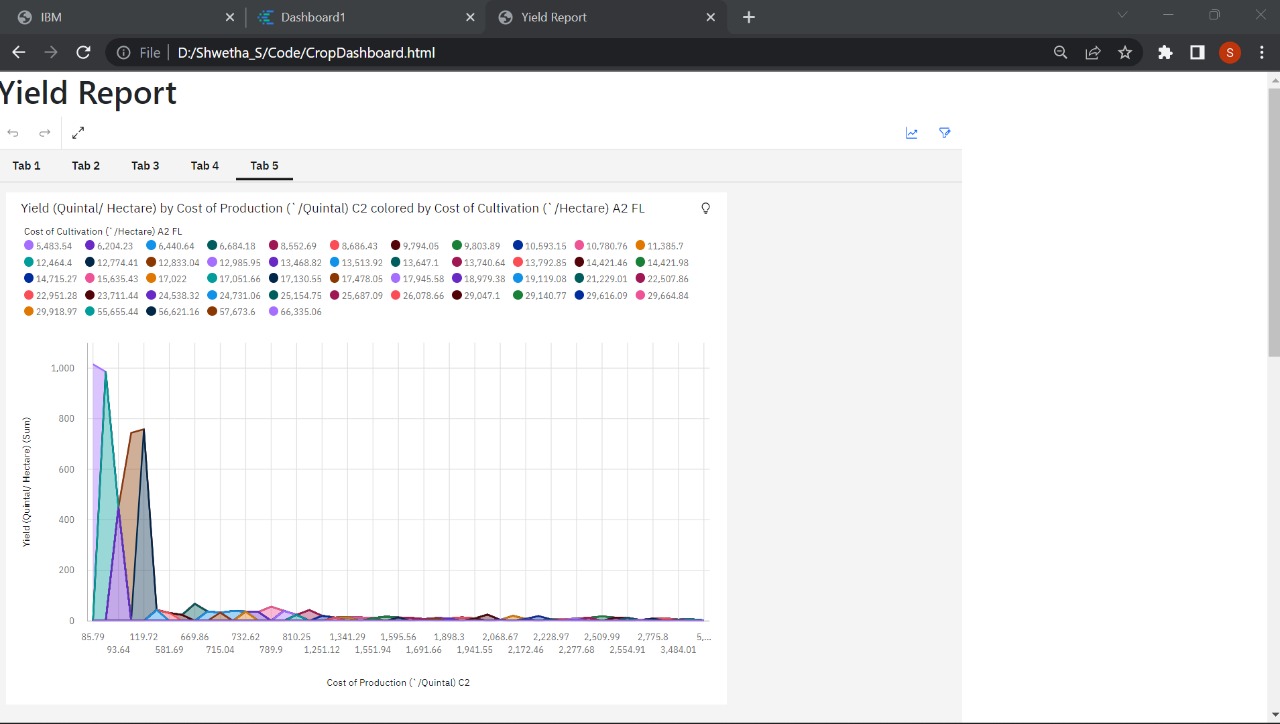 IBM
Dashboard1
Yield Report
File
D:/Shwetha_S/Code/CropDashboard.html
S
Yield Report
Tab 1 Tab 2 Tab 3 Tab 4 Tab 5
Yield (Quintal/ Hectare) by Cost of Production (`/Quintal) C2 colored by Cost of Cultivation (`/Hectare) A2 FL
Cost of Cultivation (`/Hectare) A2 FL
5,483.54 6,204.23 6,440.64 6,684.18 8,552.69 8,686.43 9,794.05 9,803.89 10,593.15 10,780.76 11,385.7
12,464.4 12,774.41 12,833.04 12,985.95 13,468.82 13,513.92 13,647.1 13,740.64 13,792.85 14,421.46 14,421.98
14,715.27 15,635.43 17,022 17,051.66 17,130.55 17,478.05 17,945.58 18,979.38 19,119.08 21,229.01 22,507.86
22,951.28 23,711.44 24,538.32 24,731.06 25,154.75 25,687.09 26,078.66 29,047.1 29,140.77 29,616.09 29,664.84
29,918.97 55,655.44 56,621.16 57,673.6 66,335.06
Yield (Quintal/ Hectare) (Sum)
1,000
800
600
400
200
0
85.79 119.72 669.86 732.62 810.25 1,341.29 1,595.56 1,898.3 2,068.67 2,228.97 2,509.99 2,775.8 5,...
93.64 581.69 715.04 789.9 1,251.12 1,551.94 1,691.66 1,941.55 2,172.46 2,277.68 2,554.91 3,484.01
Cost of Production (`/Quintal) C2